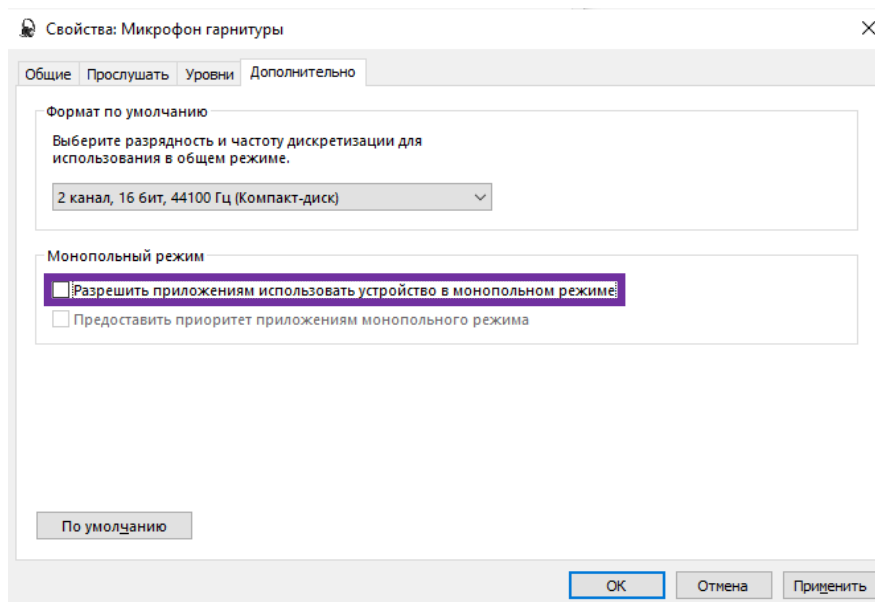 Свойства: Микрофон гарнитуры
Общие Прослушать Уровни Дополнительно
Формат по умолчанию
Выберите разрядность и частоту дискретизации для
использования в общем режиме.
2 канал, 16 бит, 44100 Гц (Компакт-диск)
Монопольный режим
Разрешить приложениям использовать устройство в монопольном режиме
Предоставить приоритет приложениям монопольного режима
По умолчанию
ОК Отмена Применить